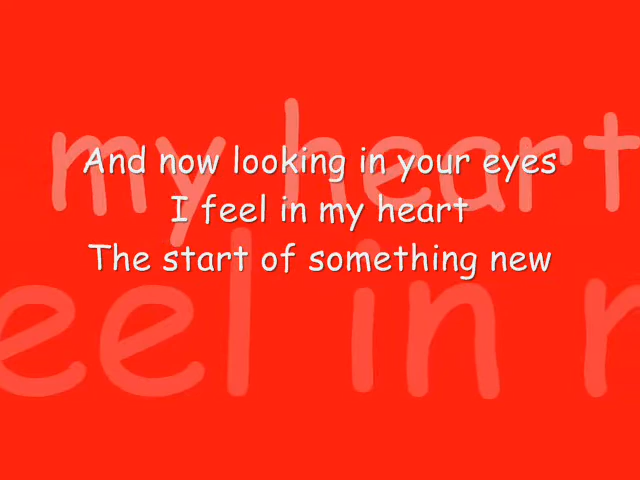 And now looking in your eyes
I feel in my heart
The start of something new
my heart
eel in